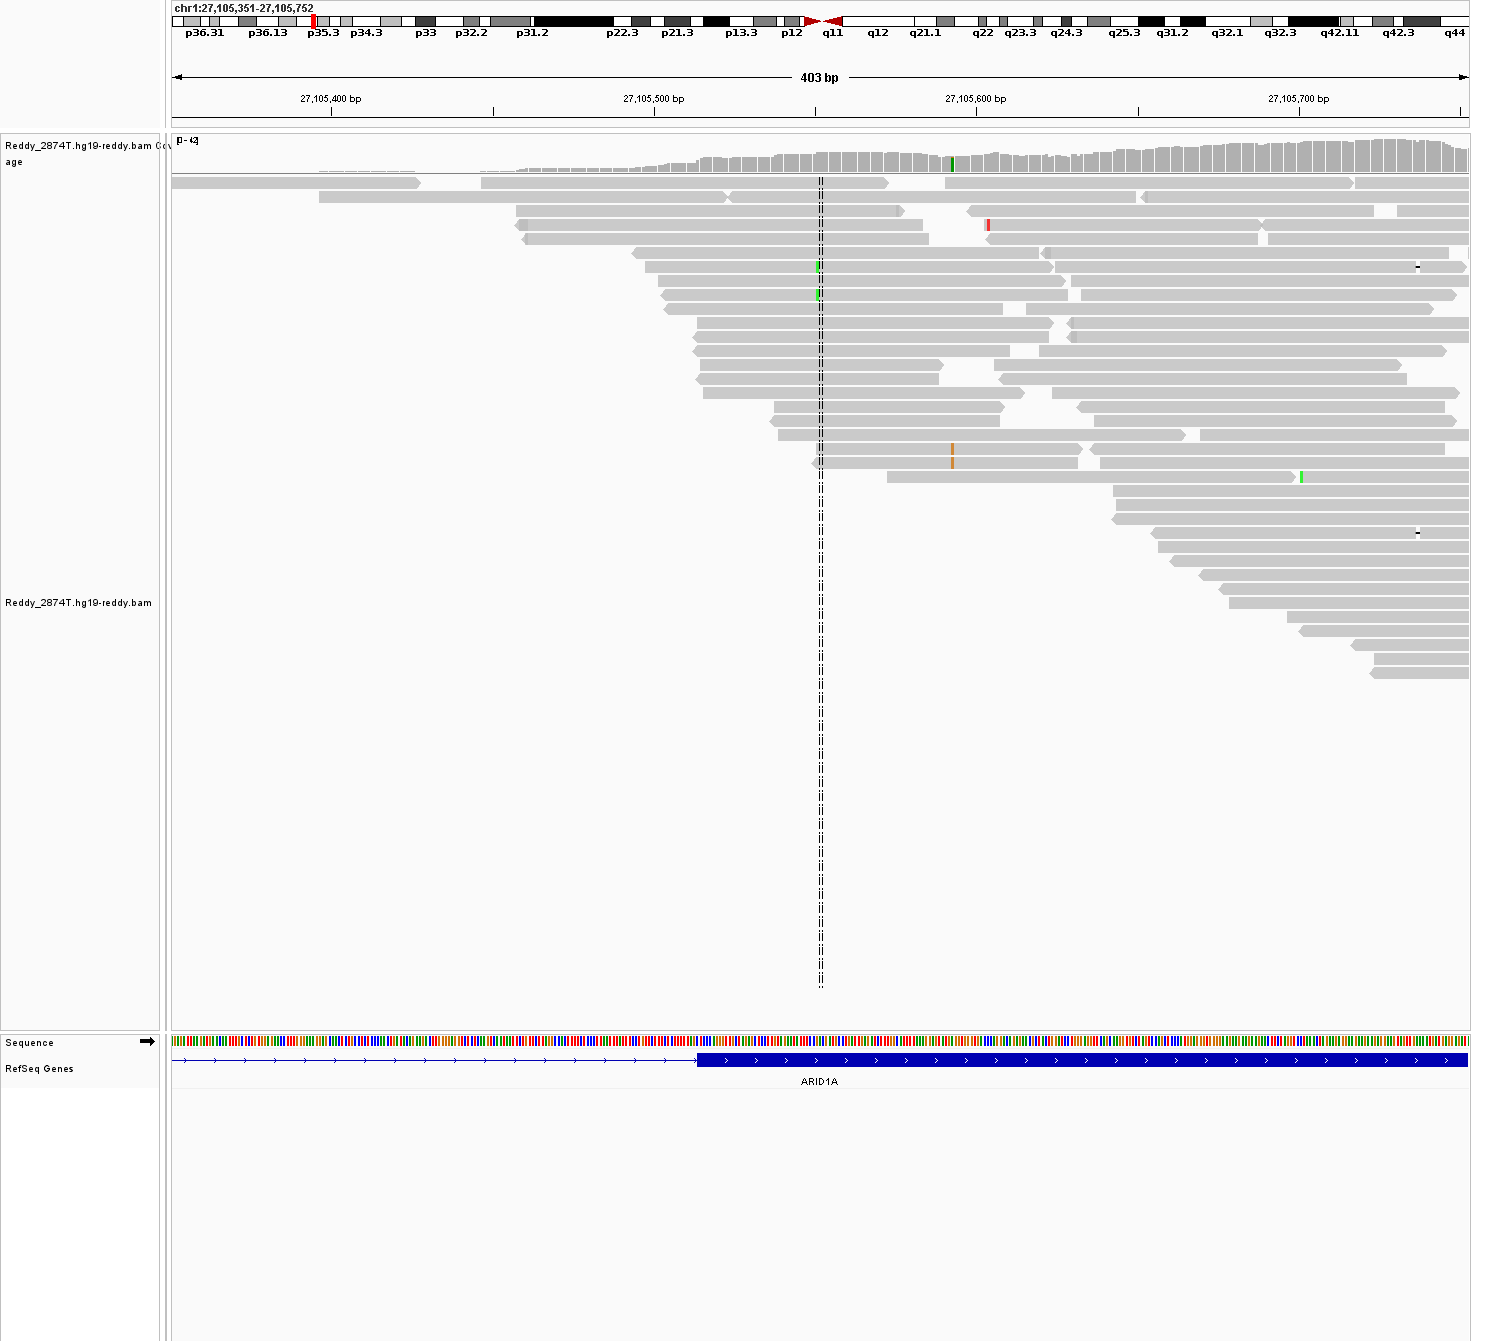 chr1:27,105,351-27,105,752
p36.31 p36.13 p35.3 p34.3 p33 p32.2 p31.2 p22.3 p21.3 p13.3 p12 q11 q12 q21.1 q22 q23.3 q24.3 q25.3 q31.2 q32.1 q32.3 q42.11 q42.3 q44
403 bp
27,105,400 bp 27,105,500 bp 27,105,600 bp 27,105,700 bp
[0 - 42]
Reddy_2874T.hg19-reddy.bam Cov
age
Reddy_2874T.hg19-reddy.bam
Sequence
RefSeq Genes
ARID1A